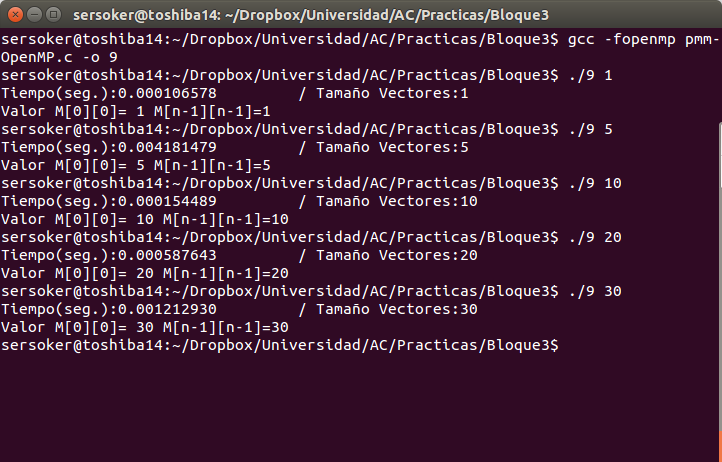 sersoker@toshiba14: ~/Dropbox/Universidad/AC/Practicas/Bloque3
sersoker@toshiba14:~/Dropbox/Universidad/AC/Practicas/Bloque3$ gcc -fopenmp pmm-
OpenMP.c -o 9
sersoker@toshiba14:~/Dropbox/Universidad/AC/Practicas/Bloque3$ ./9 1
Tiempo(seg.):0.000106578         / Tamaño Vectores:1
Valor M[0][0]= 1 M[n-1][n-1]=1
sersoker@toshiba14:~/Dropbox/Universidad/AC/Practicas/Bloque3$ ./9 5
Tiempo(seg.):0.004181479         / Tamaño Vectores:5
Valor M[0][0]= 5 M[n-1][n-1]=5
sersoker@toshiba14:~/Dropbox/Universidad/AC/Practicas/Bloque3$ ./9 10
Tiempo(seg.):0.000154489         / Tamaño Vectores:10
Valor M[0][0]= 10 M[n-1][n-1]=10
sersoker@toshiba14:~/Dropbox/Universidad/AC/Practicas/Bloque3$ ./9 20
Tiempo(seg.):0.000587643         / Tamaño Vectores:20
Valor M[0][0]= 20 M[n-1][n-1]=20
sersoker@toshiba14:~/Dropbox/Universidad/AC/Practicas/Bloque3$ ./9 30
Tiempo(seg.):0.001212930         / Tamaño Vectores:30
Valor M[0][0]= 30 M[n-1][n-1]=30
sersoker@toshiba14:~/Dropbox/Universidad/AC/Practicas/Bloque3$